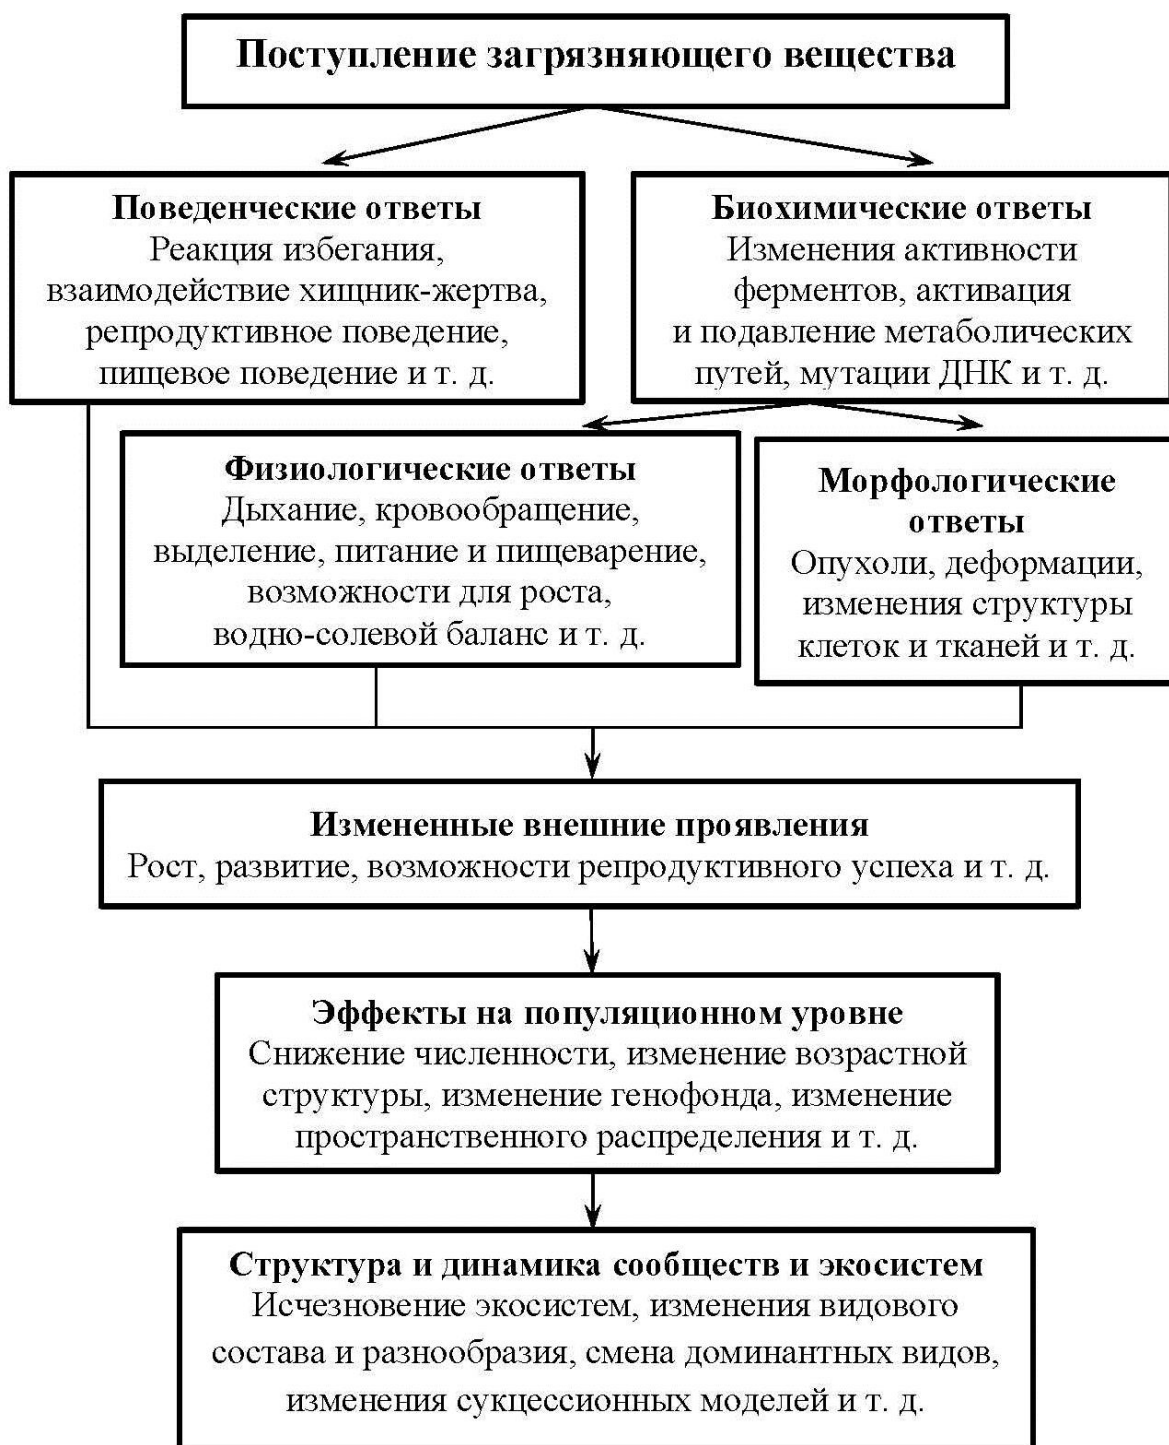 Поступление загрязняющего вещества
Поведенческие ответы
Реакция избегания,
взаимодействие хищник-жертва,
репродуктивное поведение,
пищевое поведение и т. д.
Биохимические ответы
Изменения активности
ферментов, активация
и подавление метаболических
путей, мутации ДНК и т. д.
Физиологические ответы
Дыхание, кровообращение,
выделение, питание и пищеварение,
возможности для роста,
водно-солевой баланс и т. д.
Морфологические
ответы
Опухоли, деформации,
изменения структуры
клеток и тканей и т. д.
Измененные внешние проявления
Рост, развитие, возможности репродуктивного успеха и т. д.
Эффекты на популяционном уровне
Снижение численности, изменение возрастной
структуры, изменение генофонда, изменение
пространственного распределения и т. д.
Структура и динамика сообществ и экосистем
Исчезновение экосистем, изменения видового
состава и разнообразия, смена доминантных видов,
изменения сукцессионных моделей и т. д.